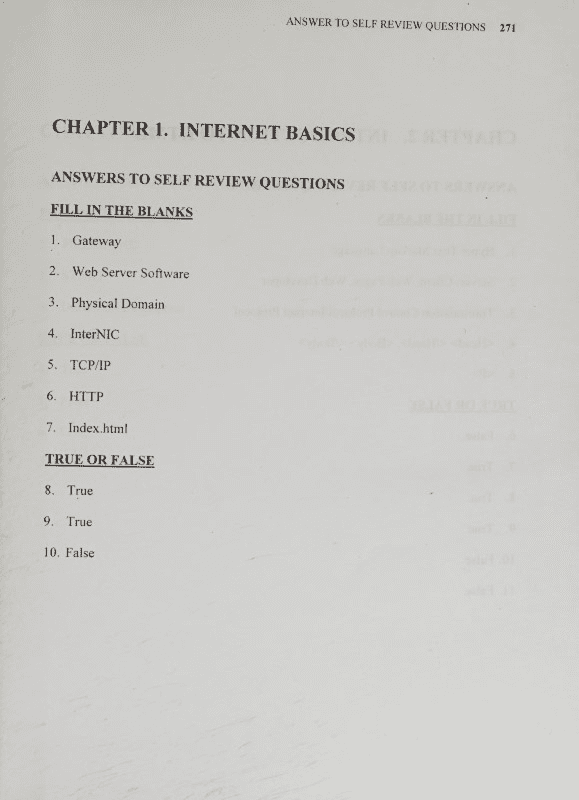 ANSWER TO SELF REVIEW QUESTIONS 271
CHAPTER 1. INTERNET BASICS
ANSWERS TO SELF REVIEW QUESTIONS
FILL IN THE BLANKS
1. Gateway
2. Web Server Software
3. Physical Domain
4. InterNIC
5. TCP/IP
6. HTTP
7. Index.html
TRUE OR FALSE
8. True
9. True
10. False